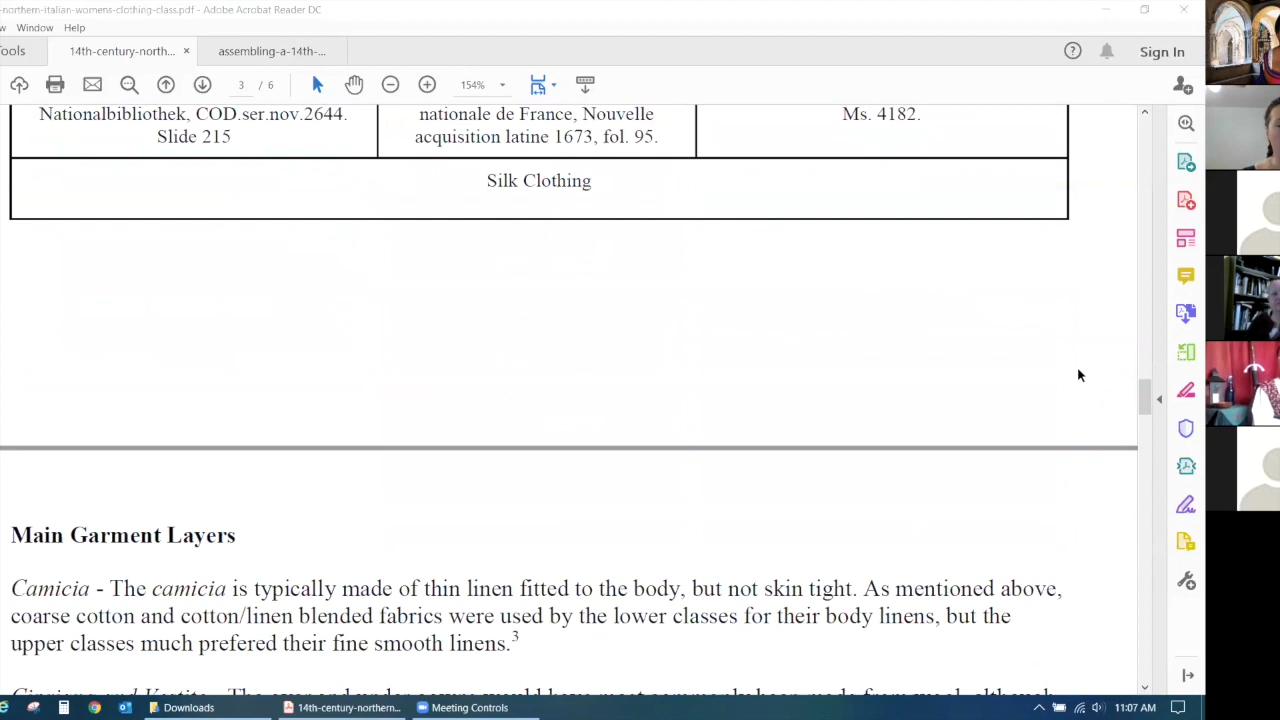 -northern-italian-womens-clothing-class.pdf - Adobe Acrobat Reader DC
w Window Help
Tools 14th-century-north... × assembling-a-14th-... Sign In
3 / 6 154%
Nationalbibliothek, COD.ser.nov.2644.
Slide 215
nationale de France, Nouvelle
acquisition latine 1673, fol. 95.
Ms. 4182.
Silk Clothing
Main Garment Layers
Camicia - The camicia is typically made of thin linen fitted to the body, but not skin tight. As mentioned above,
coarse cotton and cotton/linen blended fabrics were used by the lower classes for their body linens, but the
upper classes much prefered their fine smooth linens.3
Downloads 14th-century-northern... Meeting Controls 11:07 AM